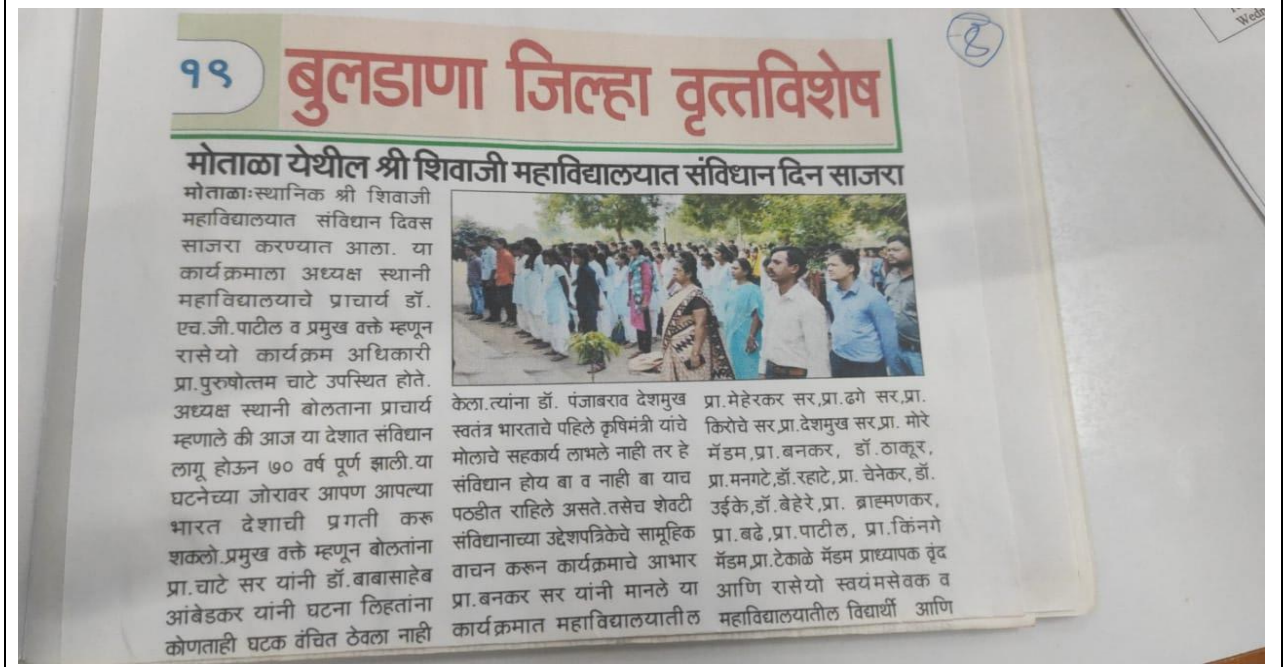 १९
बुलडाणा जिल्हा वृत्तविशेष
8
Wedn
मोताळा येथील श्री शिवाजी महाविद्यालयात संविधान दिन साजरा
मोताळाःस्थानिक श्री शिवाजी
महाविद्यालयात संविधान दिवस
साजरा करण्यात आला. या
कार्यक्रमाला अध्यक्ष स्थानी
महाविद्यालयाचे प्राचार्य डॉ.
एच.जी.पाटील व प्रमुख वक्ते म्हणून
रासेयो कार्यक्रम अधिकारी
प्रा.पुरुषोत्तम चाटे उपस्थित होते.
अध्यक्ष स्थानी बोलताना प्राचार्य
म्हणाले की आज या देशात संविधान
लागू होऊन ७० वर्ष पूर्ण झाली.या
घटनेच्या जोरावर आपण आपल्या
भारत देशाची प्रगती करू
शकलो.प्रमुख वक्ते म्हणून बोलतांना
प्रा.चाटे सर यांनी डॉ.बाबासाहेब
आंबेडकर यांनी घटना लिहतांना
कोणताही घटक वंचित ठेवला नाही
केला.त्यांना डॉ. पंजाबराव देशमुख
स्वतंत्र भारताचे पहिले कृषिमंत्री यांचे
मोलाचे सहकार्य लाभले नाही तर हे
संविधान होय बा व नाही बा याच
पठडीत राहिले असते.तसेच शेवटी
संविधानाच्या उद्देशपत्रिकेचे सामूहिक
वाचन करून कार्यक्रमाचे आभार
प्रा.बनकर सर यांनी मानले या
कार्यक्रमात महाविद्यालयातील
प्रा.मेहेरकर सर,प्रा.ढगे सर,प्रा.
किरोचे सर,प्रा.देशमुख सर,प्रा. मोरे
मॅडम,प्रा.बनकर, डॉ.ठाकूर,
प्रा.मनगटे,डॉ.रहाटे,प्रा. चेनेकर,डॉ.
उईके,डॉ.बेहेरे,प्रा. ब्राह्मणकर,
प्रा.बढे,प्रा.पाटील, प्रा.किंनगे
मॅडम,प्रा.टेकाळे मॅडम प्राध्यापक वृंद
आणि रासेयो स्वयंमसेवक व
महाविद्यालयातील विद्यार्थी आणि